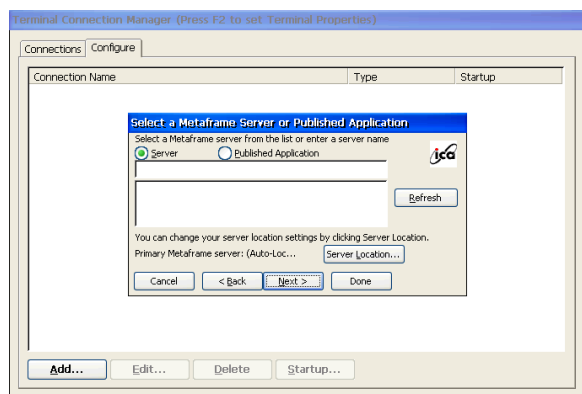 Terminal Connection Manager (Press F2 to set Terminal Properties)
Connections Configure
Connection Name Type Startup
Select a Metaframe Server or Published Application
Select a Metaframe server from the list or enter a server name
Server Published Application
ica
Refresh
You can change your server location settings by clicking Server Location.
Primary Metaframe server: (Auto-Loc... Server Location...
Cancel < Back Next > Done
Add... Edit... Delete Startup...